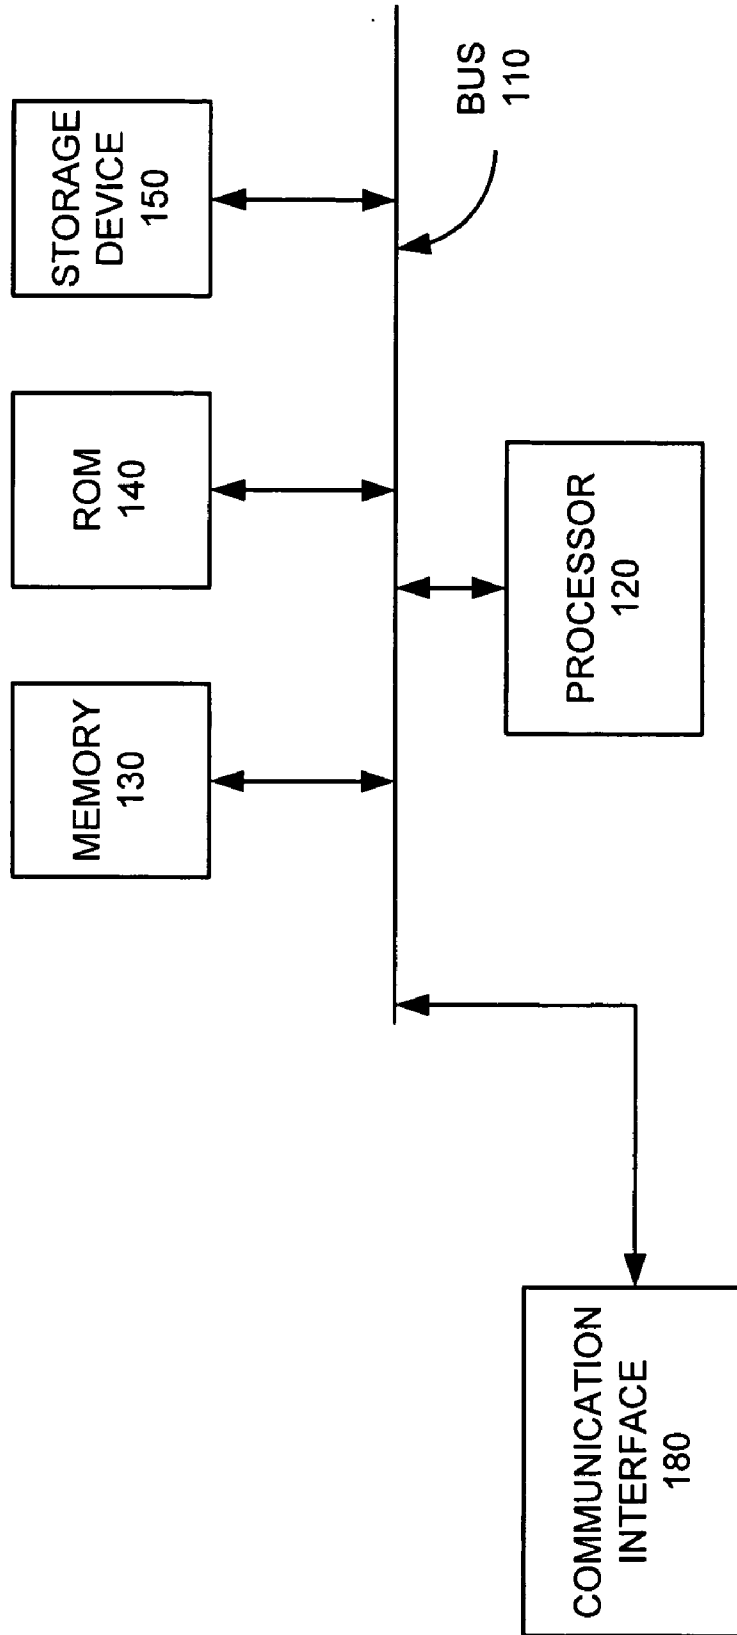 MEMORY
130
ROM
140
STORAGE
DEVICE
150
BUS
110
PROCESSOR
120
COMMUNICATION
INTERFACE
180